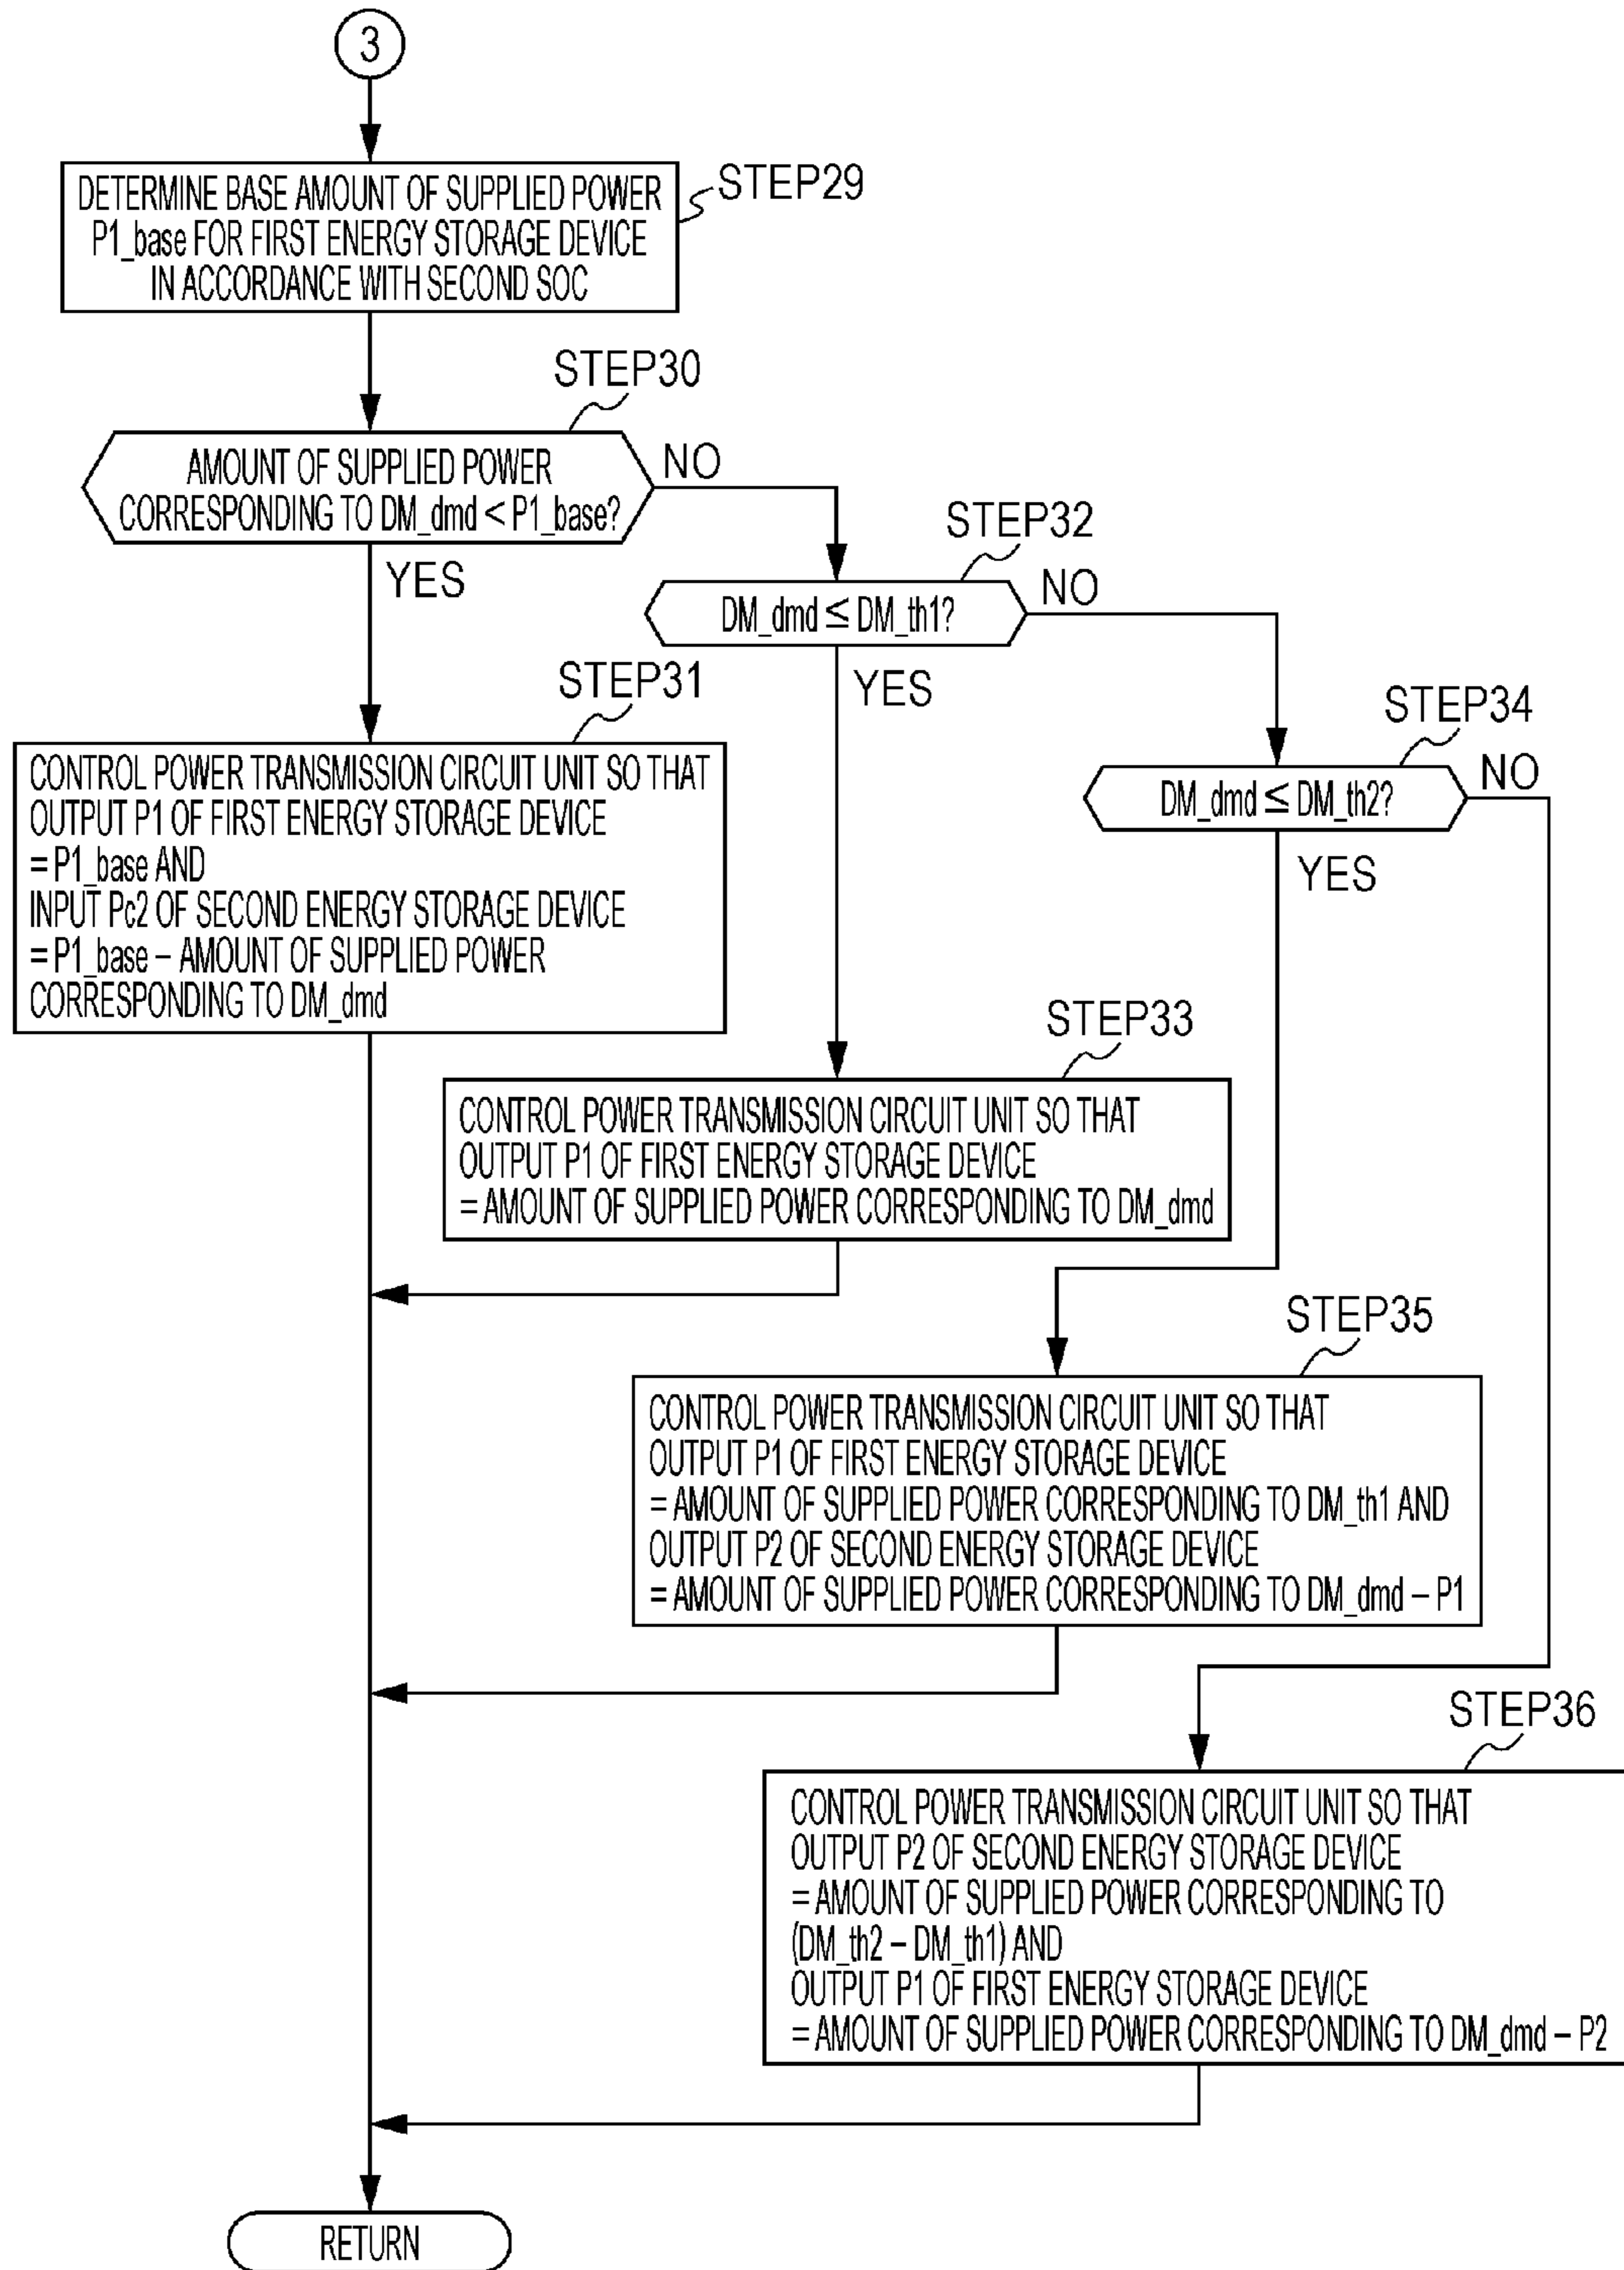 3
DETERMINE BASE AMOUNT OF SUPPLIED POWER
P1_base FOR FIRST ENERGY STORAGE DEVICE
IN ACCORDANCE WITH SECOND SOC
STEP29
STEP30
AMOUNT OF SUPPLIED POWER
CORRESPONDING TO DM_dmd < P1_base?
NO
YES
STEP32
DM_dmd ≤ DM_th1?
NO
YES
STEP31
CONTROL POWER TRANSMISSION CIRCUIT UNIT SO THAT
OUTPUT P1 OF FIRST ENERGY STORAGE DEVICE
= P1_base AND
INPUT Pc2 OF SECOND ENERGY STORAGE DEVICE
= P1_base – AMOUNT OF SUPPLIED POWER
CORRESPONDING TO DM_dmd
STEP34
DM_dmd ≤ DM_th2?
NO
YES
STEP33
CONTROL POWER TRANSMISSION CIRCUIT UNIT SO THAT
OUTPUT P1 OF FIRST ENERGY STORAGE DEVICE
= AMOUNT OF SUPPLIED POWER CORRESPONDING TO DM_dmd
STEP35
CONTROL POWER TRANSMISSION CIRCUIT UNIT SO THAT
OUTPUT P1 OF FIRST ENERGY STORAGE DEVICE
= AMOUNT OF SUPPLIED POWER CORRESPONDING TO DM_th1 AND
OUTPUT P2 OF SECOND ENERGY STORAGE DEVICE
= AMOUNT OF SUPPLIED POWER CORRESPONDING TO DM_dmd – P1
STEP36
CONTROL POWER TRANSMISSION CIRCUIT UNIT SO THAT
OUTPUT P2 OF SECOND ENERGY STORAGE DEVICE
= AMOUNT OF SUPPLIED POWER CORRESPONDING TO
(DM_th2 – DM_th1) AND
OUTPUT P1 OF FIRST ENERGY STORAGE DEVICE
= AMOUNT OF SUPPLIED POWER CORRESPONDING TO DM_dmd – P2
RETURN